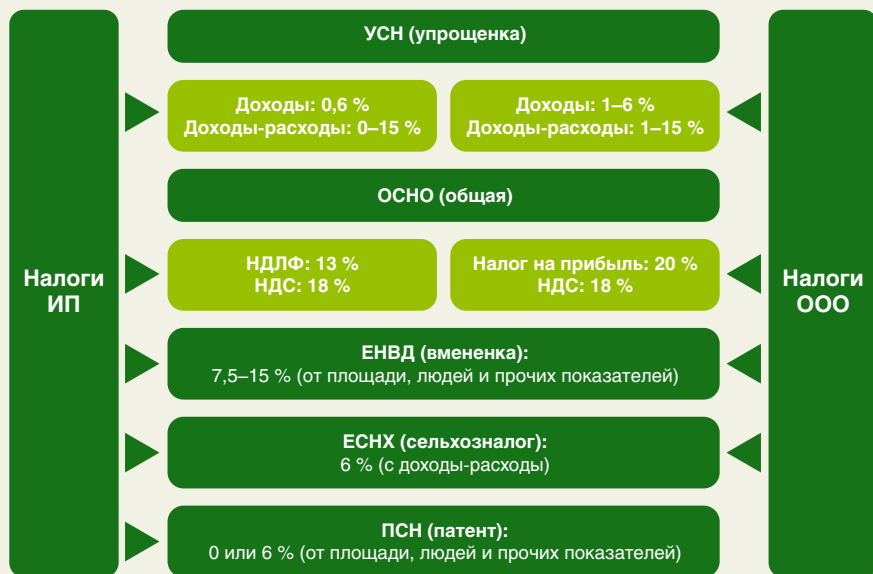 УСН (упрощенка)
Доходы: 0,6 %
Доходы-расходы: 0–15 %
Доходы: 1–6 %
Доходы-расходы: 1–15 %
ОСНО (общая)
Налоги
ИП
НДЛФ: 13 %
НДС: 18 %
Налог на прибыль: 20 %
НДС: 18 %
Налоги
ООО
ЕНВД (вмененка):
7,5–15 % (от площади, людей и прочих показателей)
ЕСНХ (сельхозналог):
6 % (с доходы-расходы)
ПСН (патент):
0 или 6 % (от площади, людей и прочих показателей)